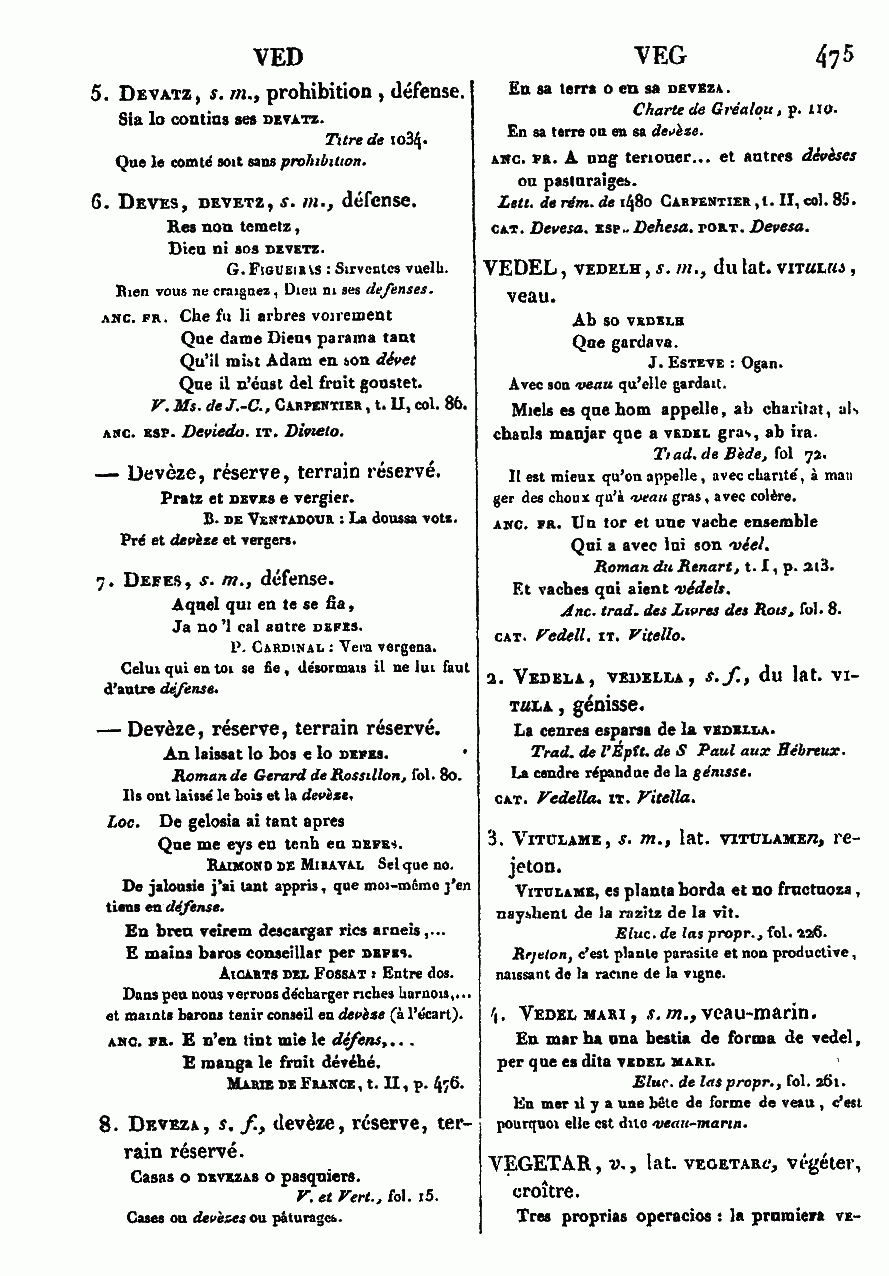 VED
VEG 475
5. Devatz, s. m., prohibition, défense.
Sia lo contins ses devatz.
Titre de 1034.
Que le comté soit sans prohibition.
6. Deves, devetz, s. m., défense.
Res non temetz,
Dieu ni sos devetz.
G. Figueiras : Sirventes vuelh.
Rien vous ne craignez, Dieu ni ses defenses.
anc. fr. Che fu li arbres voirement
Que dame Dieus parama tant
Qu'il mist Adam en son dévet
Que il n'éust del fruit goustet.
V. Ms. de J.-C., Carpentier, t. II, col. 86.
anc. esp. Deviedo. it. Divieto.
— Devèze, réserve, terrain réservé.
Pratz et deves e vergier.
B. de Ventadour : La doussa votz.
Pré et devèze et vergers.
7. Defes, s. m., défense.
Aquel qui en te se fia,
Ja no 'l cal autre defes.
P. Cardinal : Vera vergena.
Celui qui en toi se fie, désormais il ne lui faut
d'autre défense.
— Devèze, réserve, terrain réservé.
An laissat lo bos e lo defes.
Roman de Gerard de Rossillon, fol. 80.
Ils ont laissé le bois et la devèze.
Loc. De gelosia ai tant apres
Que me eys en tenh en defes.
Raimond de Miraval Selque no.
De jalousie j'ai tant appris, que moi-même j'en
tiens en défense.
En breu veirem descargar rics arneis,...
E mains baros conseillar per defes.
Aicarts del Fossat : Entre dos.
Dans peu nous verrons décharger riches harnois,...
et maints barons tenir conseil en devèze (à l'écart).
anc. fr. E n'en tint mie le défens,...
E manga le fruit dévéhé.
Marie de France, t. II, p. 476.
8. Deveza, s. f., devèze, réserve, ter-
rain réservé.
Casas o devezas o pasquiers.
V. et Vert., fol. 15.
Cases ou devèzes ou pâturages.
En sa terra o en sa deveza.
Charte de Gréalou, p. 110.
En sa terre ou en sa devèze.
anc. fr. A ung terrouer... et autres dévèses
ou pasturaiges.
Lett. de rém. de 1480 Carpentier, t. II, col. 85.
cat. Devesa. esp. Dehesa. port. Devesa.
VEDEL, vedelh, s. m., du lat. vitulus,
veau.
Ab so vedelh
Que gardava.
J. Esteve : Ogan.
Avec son veau qu'elle gardait.
Miels es que hom appelle, ab charitat, als
chauls manjar que a vedel gras, ab ira.
Trad. de Bède, fol 72.
Il est mieux qu'on appelle, avec charité, à man
ger des choux qu'à veau gras, avec colère.
anc. fr. Un tor et une vache ensemble
Qui a avec lui son véel.
Roman du Renart, t. I, p. 213.
Et vaches qui aient védels.
Anc. trad. des Livres des Rois, fol. 8.
cat. Vedell. it. Vitello.
2. Vedela, vedella, s. f., du lat. vi-
tula, génisse.
La cenres esparsa de la vedella.
Trad. de l'Épît. de S Paul aux Hébreux.
La cendre répandue de la génisse.
cat. Vedella. it. Vitella.
3. Vitulame, s. m., lat. vitulamen, re-
jeton.
Vitulame, es planta borda et no fructuoza,
nayshent de la razitz de la vit.
Eluc. de las propr., fol. 226.
Rejeton, c'est plante parasite et non productive,
naissant de la racine de la vigne.
4. Vedel mari, s. m., veau-marin.
En mar ha una bestia de forma de vedel,
per que es dita vedel mari.
Eluc. de las propr., fol. 261.
En mer il y a une bête de forme de veau, c'est
pourquoi elle est dite veau-marin.
VEGETAR, v., lat. vegetare, végéter,
croître.
Tres proprias operacios : la prumiera ve-